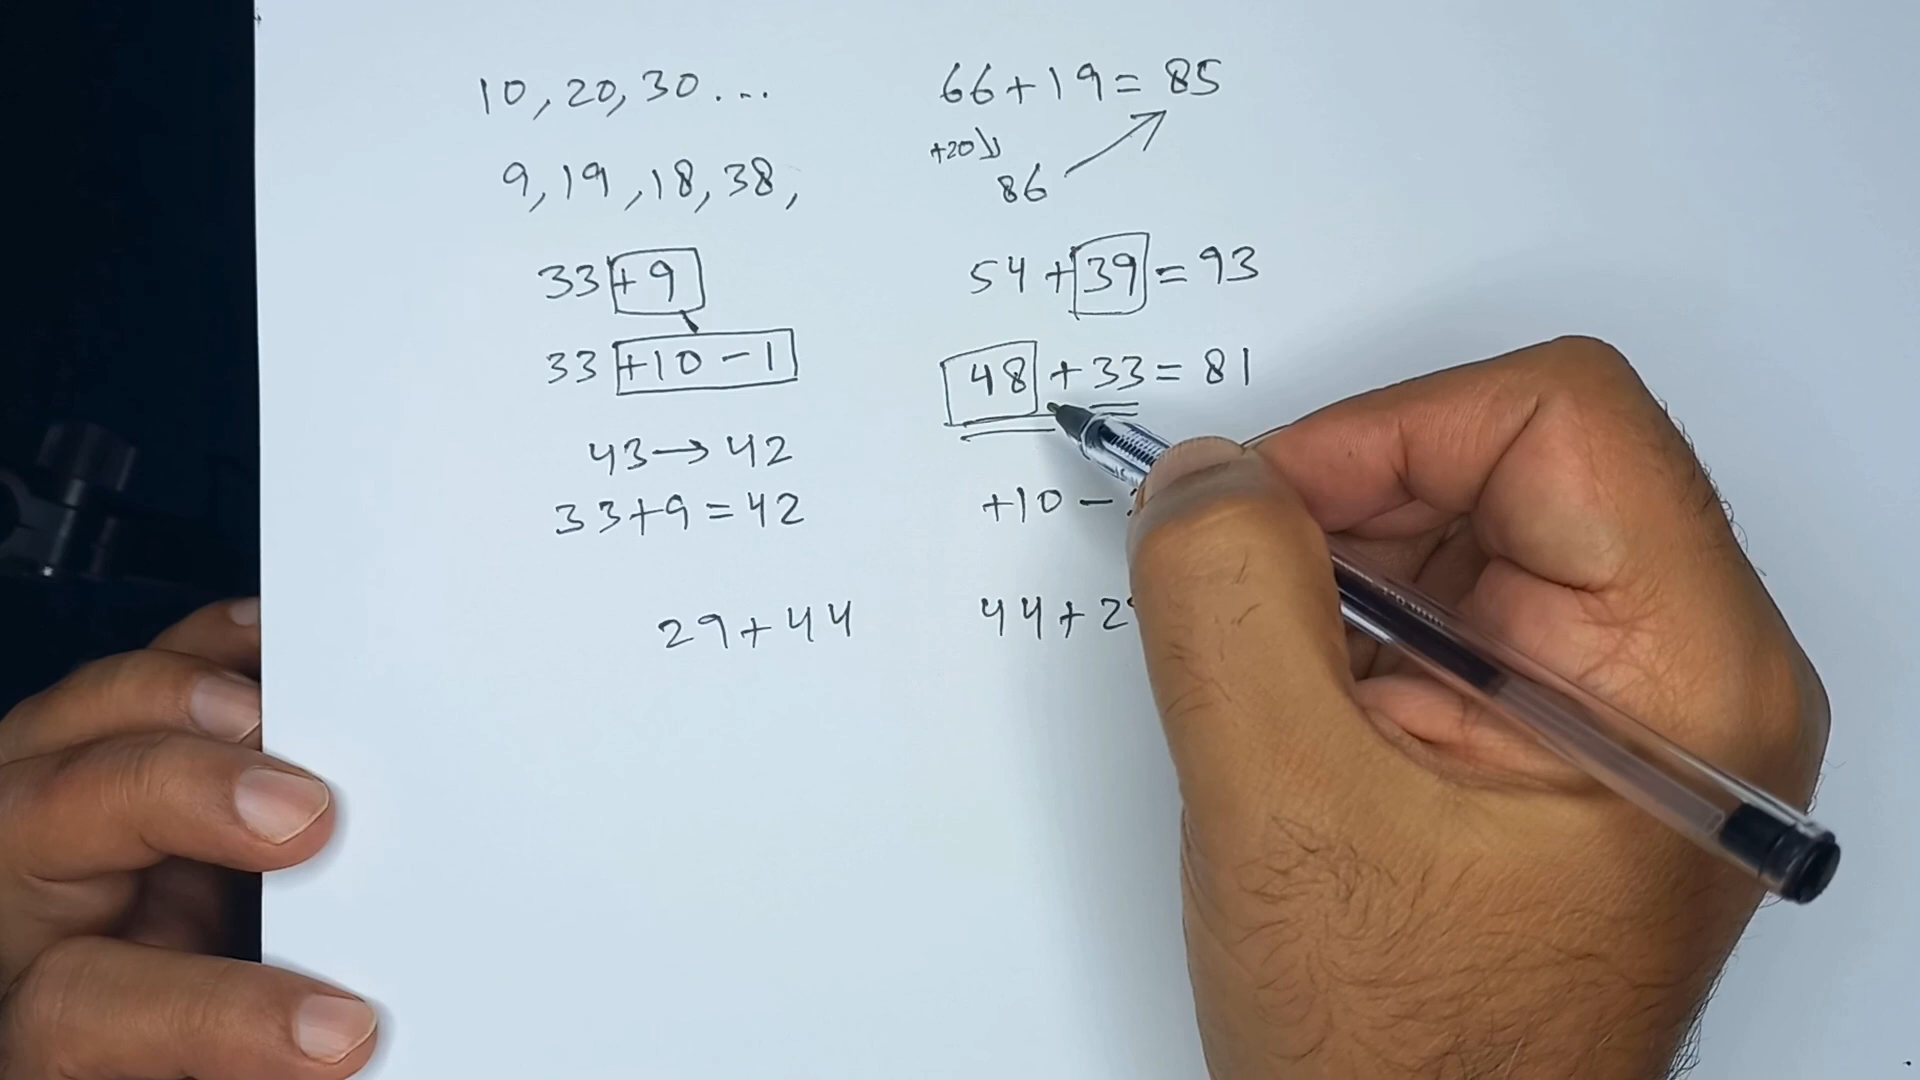 10, 20, 30...
9, 19, 18, 38,
33 +9
33 +10 - 1
43 → 42
33+9 = 42
29+44
66+19 = 85
+20
86
54 + 39 = 93
48 + 33 = 81
+10 -
44+2